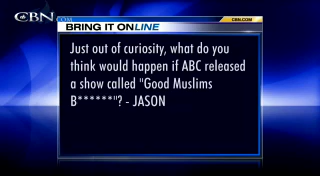 CBN .COM
CBN.COM
BRING IT ONLINE
Just out of curiosity, what do you
think would happen if ABC released
a show called "Good Muslims
B******"? - JASON